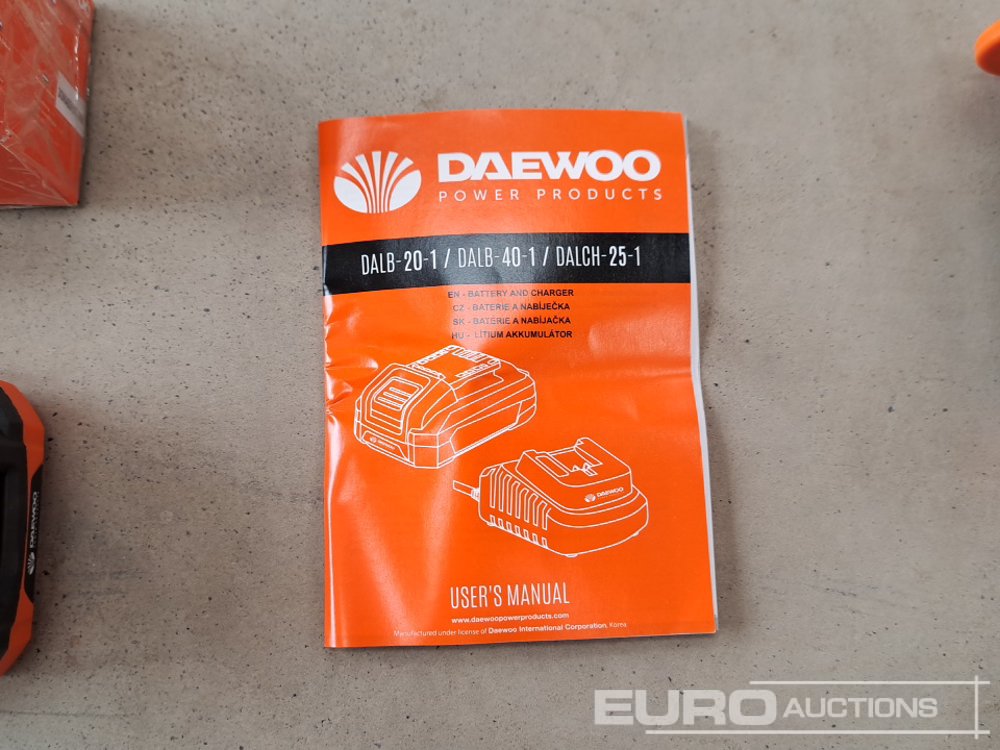 DAEWOO
POWER PRODUCTS
DALB-20-1 / DALB-40-1 / DALCH-25-1
EN - BATTERY AND CHARGER
CZ - BATERIE A NABÍJEČKA
SK - BATÉRIE A NABÍJAČKA
HU - LÍTIUM AKKUMULÁTOR
DAEWOO
USER'S MANUAL
www.daewoopowerproducts.com
Manufactured under license of Daewoo International Corporation, Korea
DAEWOO
EURO AUCTIONS